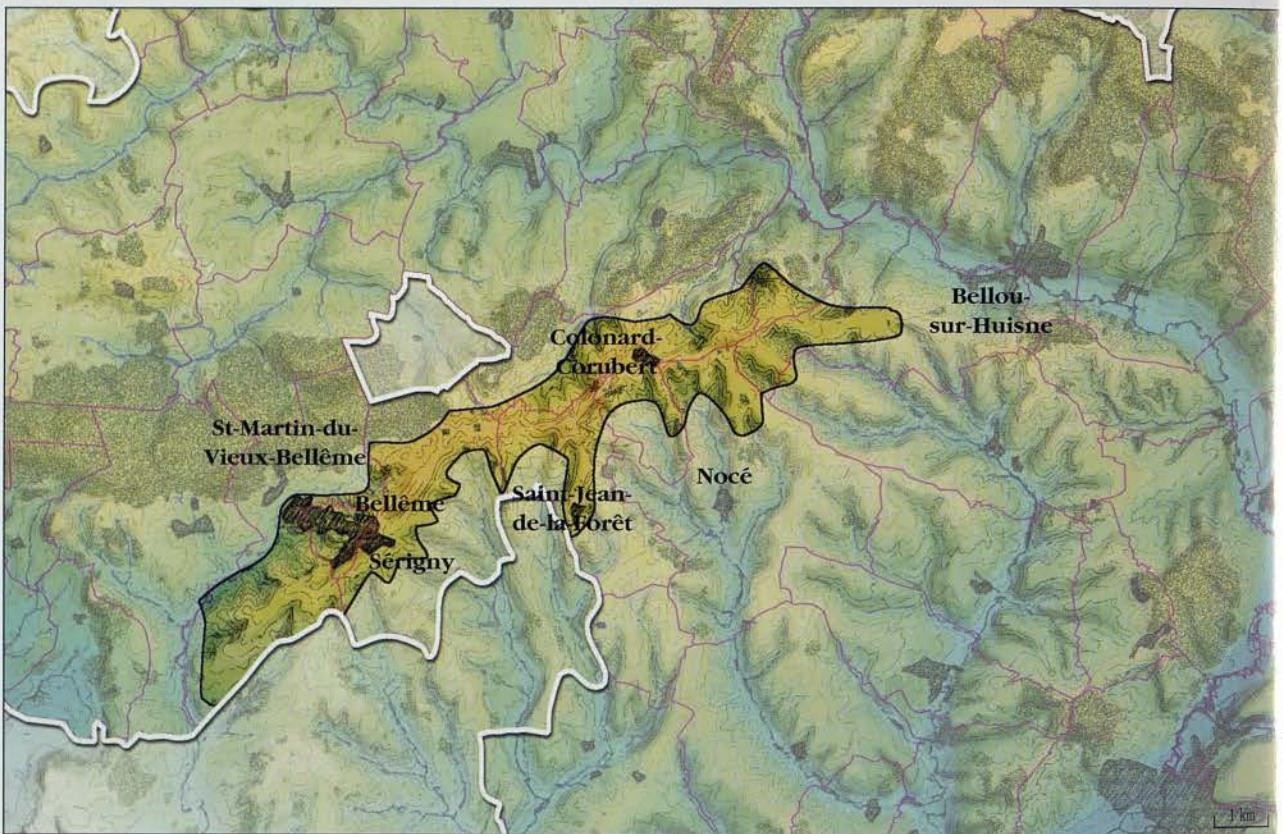 Bellou-
sur-Huisne
Colonard-
Corubert
St-Martin-du-
Vieux-Bellême
Nocé
Bellême
Saint-Jean-
de-la-Forêt
Sérigny
1 km